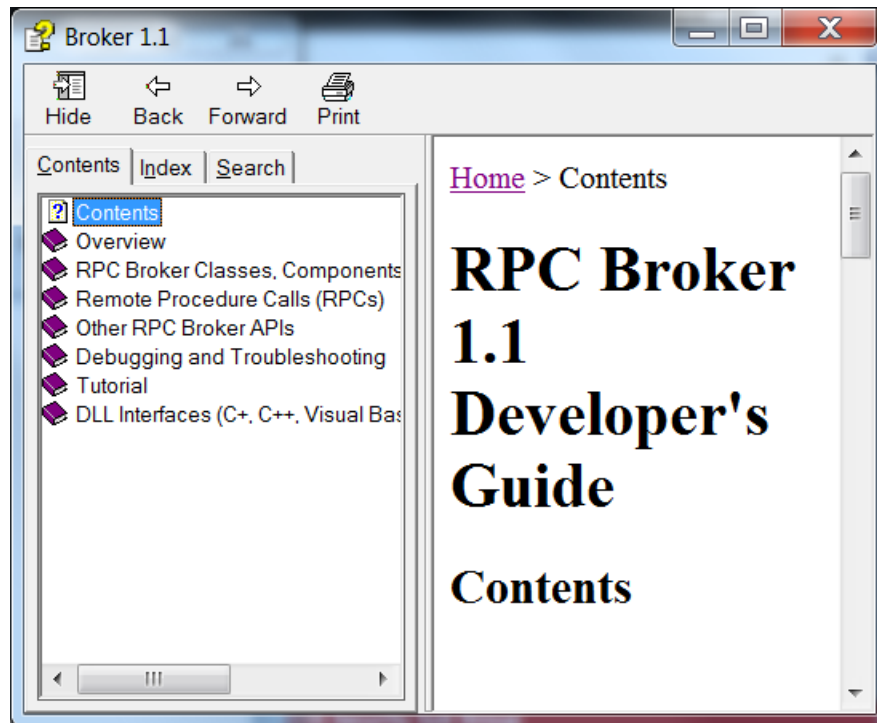 Broker 1.1
Hide Back Forward Print
Contents Index Search
Contents
Overview
RPC Broker Classes, Components
Remote Procedure Calls (RPCs)
Other RPC Broker APIs
Debugging and Troubleshooting
Tutorial
DLL Interfaces (C+, C++, Visual Bas
Home > Contents
RPC Broker
1.1
Developer's
Guide
Contents